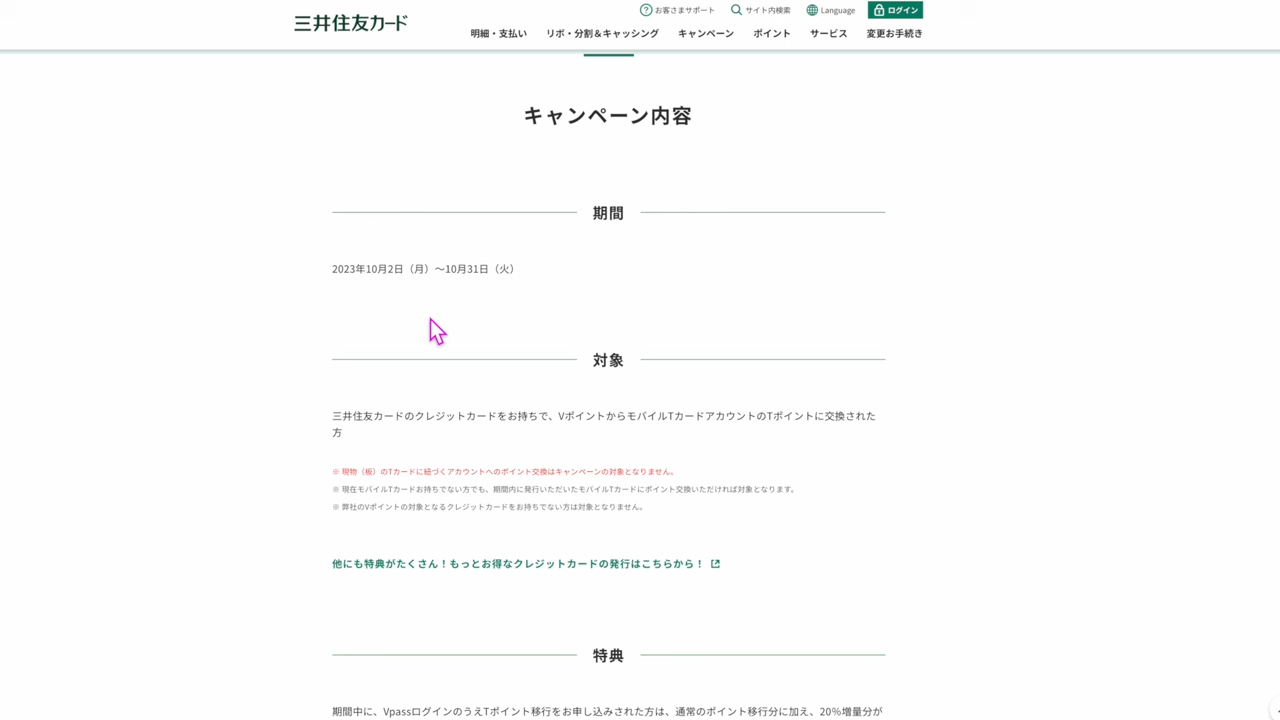 三井住友カード
お客さまサポート サイト内検索 Language ログイン
明細・支払い リボ・分割＆キャッシング キャンペーン ポイント サービス 変更お手続き
キャンペーン内容
期間
2023年10月2日（月）〜10月31日（火）
対象
三井住友カードのクレジットカードをお持ちで、VポイントからモバイルTカードアカウントのTポイントに交換された
方
※ 現物（板）のTカードに紐づくアカウントへのポイント交換はキャンペーンの対象となりません。
※ 現在モバイルTカードお持ちでない方でも、期間内に発行いただいたモバイルTカードにポイント交換いただければ対象となります。
※ 弊社のVポイントの対象となるクレジットカードをお持ちでない方は対象となりません。
他にも特典がたくさん！もっとお得なクレジットカードの発行はこちらから！
特典
期間中に、VpassログインのうえTポイント移行をお申し込みされた方は、通常のポイント移行分に加え、20%増量分が